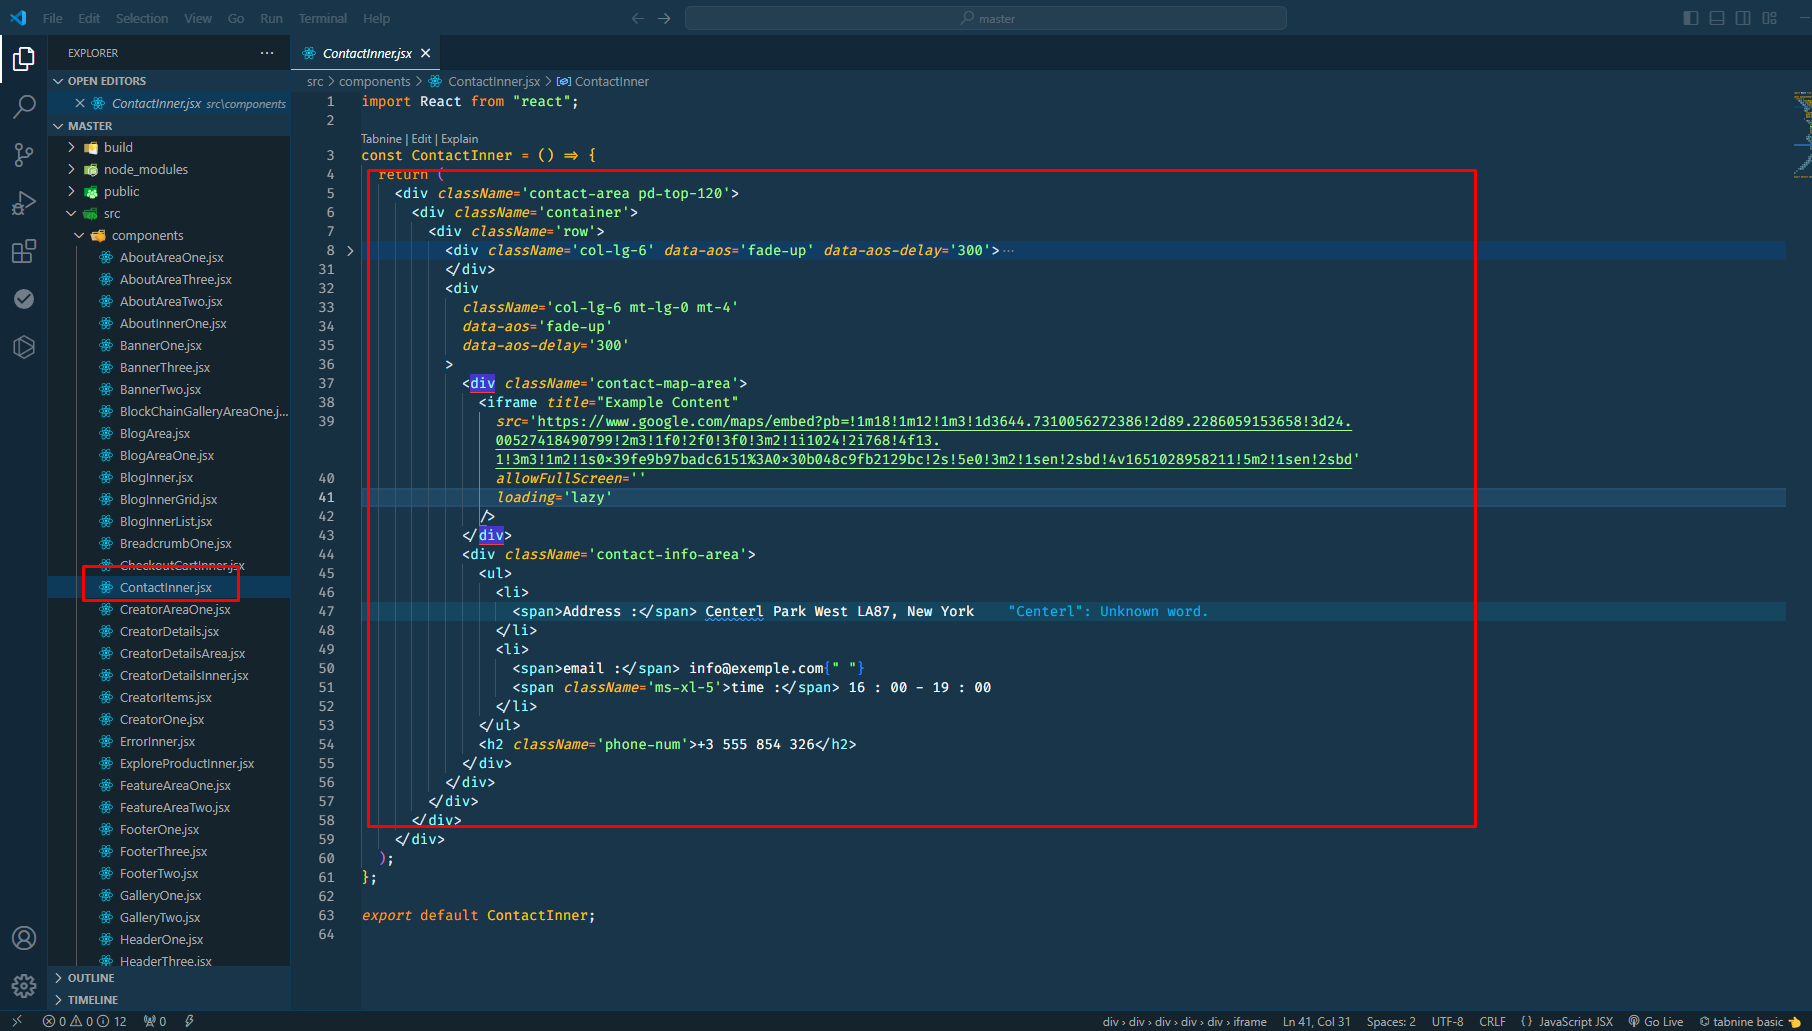 File Edit Selection View Go Run Terminal Help
master
EXPLORER
OPEN EDITORS
ContactInner.jsx src\components
MASTER
build
node_modules
public
src
components
AboutAreaOne.jsx
AboutAreaThree.jsx
AboutAreaTwo.jsx
AboutInnerOne.jsx
BannerOne.jsx
BannerThree.jsx
BannerTwo.jsx
BlockChainGalleryAreaOne.j...
BlogArea.jsx
BlogAreaOne.jsx
BlogInner.jsx
BlogInnerGrid.jsx
BlogInnerList.jsx
BreadcrumbOne.jsx
CheckoutCartInner.jsx
ContactInner.jsx
CreatorAreaOne.jsx
CreatorDetails.jsx
CreatorDetailsArea.jsx
CreatorDetailsInner.jsx
CreatorItems.jsx
CreatorOne.jsx
ErrorInner.jsx
ExploreProductInner.jsx
FeatureAreaOne.jsx
FeatureAreaTwo.jsx
FooterOne.jsx
FooterThree.jsx
FooterTwo.jsx
GalleryOne.jsx
GalleryTwo.jsx
HeaderOne.jsx
HeaderThree.jsx
OUTLINE
TIMELINE
ContactInner.jsx
src > components > ContactInner.jsx > ContactInner
1 import React from "react";
2
Tabnine | Edit | Explain
3 const ContactInner = () => {
4 return (
5 <div className='contact-area pd-top-120'>
6 <div className='container'>
7 <div className='row'>
8 <div className='col-lg-6' data-aos='fade-up' data-aos-delay='300'>...
31 </div>
32 <div
33 className='col-lg-6 mt-lg-0 mt-4'
34 data-aos='fade-up'
35 data-aos-delay='300'
36 >
37 <div className='contact-map-area'>
38 <iframe title="Example Content"
39 src='https://www.google.com/maps/embed?pb=!1m18!1m12!1m3!1d3644.7310056272386!2d89.2286059153658!3d24.
00527418490799!2m3!1f0!2f0!3f0!3m2!1i1024!2i768!4f13.
1!3m3!1m2!1s0×39fe9b97badc6151%3A0×30b048c9fb2129bc!2s!5e0!3m2!1sen!2sbd!4v1651028958211!5m2!1sen!2sbd'
40 allowFullScreen=''
41 loading='lazy'
42 />
43 </div>
44 <div className='contact-info-area'>
45 <ul>
46 <li>
47 <span>Address :</span> Centerl Park West LA87, New York "Centerl": Unknown word.
48 </li>
49 <li>
50 <span>email :</span> info@exemple.com{" "}
51 <span className='ms-xl-5'>time :</span> 16 : 00 - 19 : 00
52 </li>
53 </ul>
54 <h2 className='phone-num'>+3 555 854 326</h2>
55 </div>
56 </div>
57 </div>
58 </div>
59 </div>
60 );
61 };
62
63 export default ContactInner;
64
0 0 12 0
div › div › div › div › div › iframe Ln 41, Col 31 Spaces: 2 UTF-8 CRLF {} JavaScript JSX Go Live tabnine basic